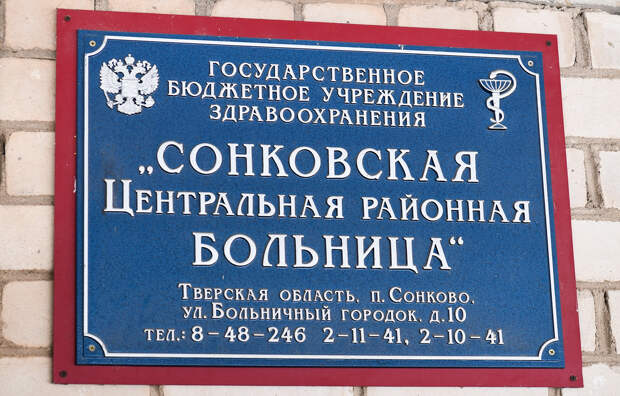 ГОСУДАРСТВЕННОЕ
БЮДЖЕТНОЕ УЧРЕЖДЕНИЕ
ЗДРАВООХРАНЕНИЯ
„СОНКОВСКАЯ
ЦЕНТРАЛЬНАЯ РАЙОННАЯ
БОЛЬНИЦА“
ТВЕРСКАЯ ОБЛАСТЬ, П. СОНКОВО,
УЛ. БОЛЬНИЧНЫЙ ГОРОДОК, Д.10
ТЕЛ.: 8-48-246 2-11-41, 2-10-41